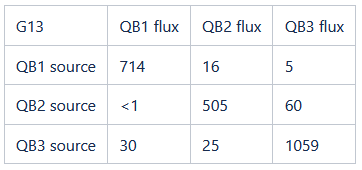 G13 QB1 flux QB2 flux QB3 flux
QB1 source 714 16 5
QB2 source <1 505 60
QB3 source 30 25 1059